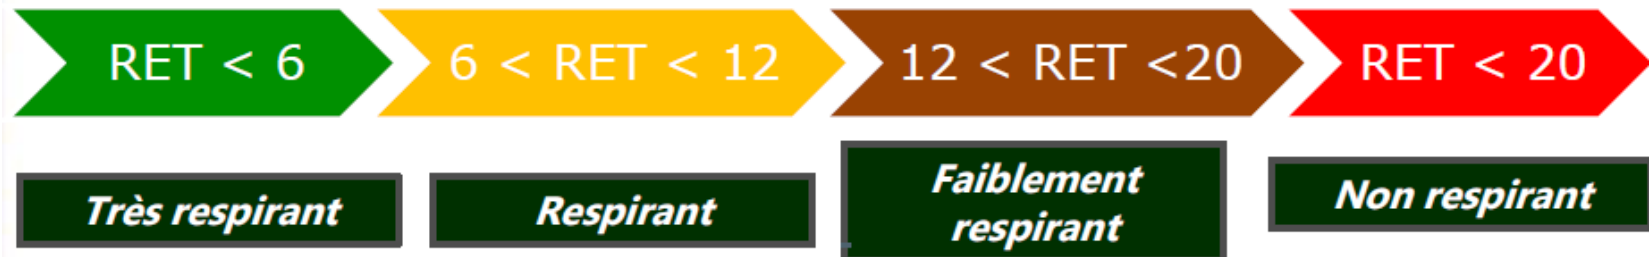 RET < 6
6 < RET < 12
12 < RET <20
RET < 20
Très respirant
Respirant
Faiblement
respirant
Non respirant